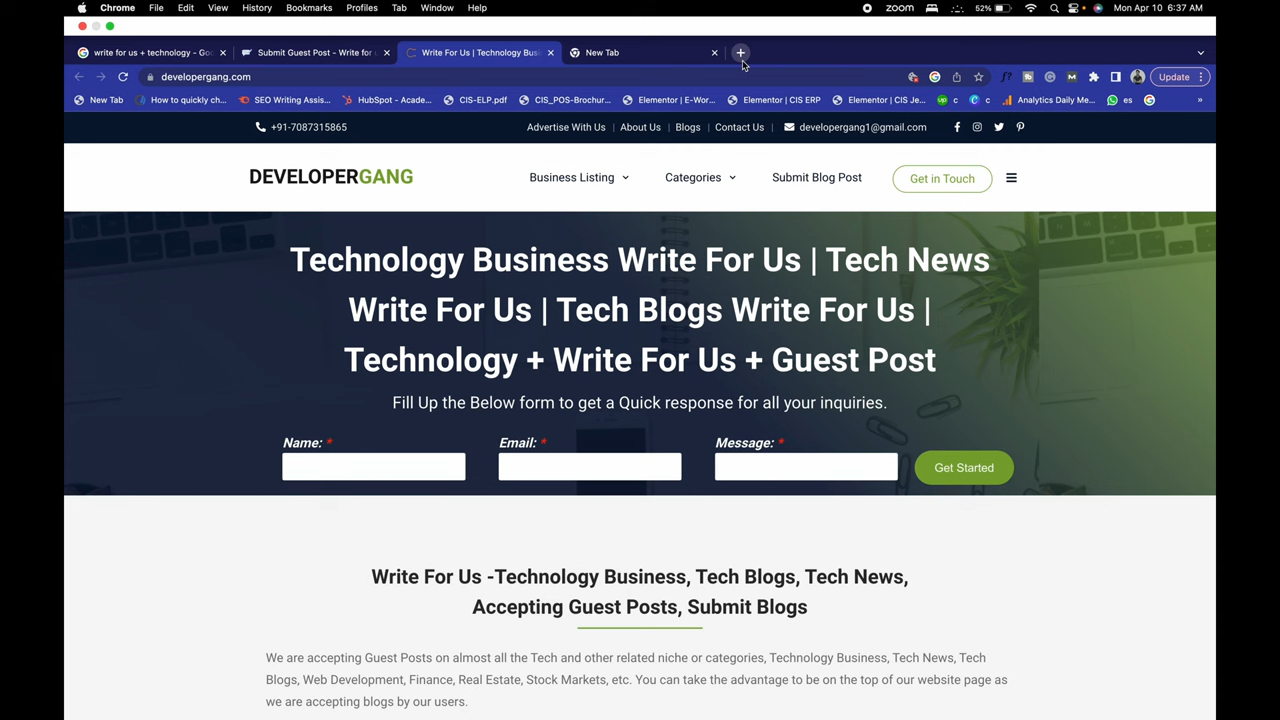 Chrome File Edit View History Bookmarks Profiles Tab Window Help zoom 52% Mon Apr 10 6:37 AM
write for us + technology - Goo Submit Guest Post - Write for Write For Us | Technology Busi New Tab
developergang.com Update
New Tab How to quickly ch... SEO Writing Assis... HubSpot - Acade... CIS-ELP.pdf CIS_POS-Brochur... Elementor | E-Wor... Elementor | CIS ERP Elementor | CIS Je... c c Analytics Daily Me... es »
+91-7087315865 Advertise With Us | About Us | Blogs | Contact Us | developergang1@gmail.com
DEVELOPERGANG Business Listing Categories Submit Blog Post Get in Touch
Technology Business Write For Us | Tech News
Write For Us | Tech Blogs Write For Us |
Technology + Write For Us + Guest Post
Fill Up the Below form to get a Quick response for all your inquiries.
Name: * Email: * Message: *
Get Started
Write For Us -Technology Business, Tech Blogs, Tech News,
Accepting Guest Posts, Submit Blogs
We are accepting Guest Posts on almost all the Tech and other related niche or categories, Technology Business, Tech News, Tech
Blogs, Web Development, Finance, Real Estate, Stock Markets, etc. You can take the advantage to be on the top of our website page as
we are accepting blogs by our users.